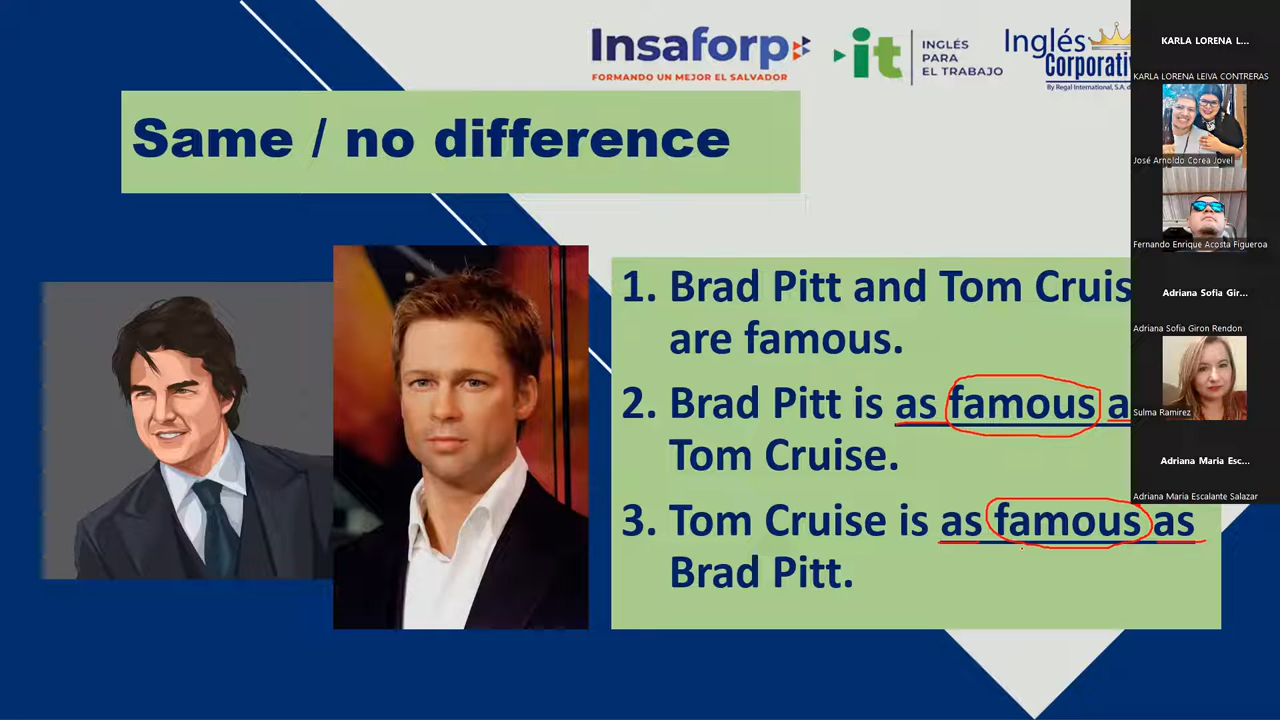 Insaforp
FORMANDO UN MEJOR EL SALVADOR
it
INGLÉS
PARA
EL TRABAJO
Inglés
Corporativ
By Regal International, S.A. d
Same / no difference
1. Brad Pitt and Tom Cruis
are famous.
2. Brad Pitt is as famous a
Tom Cruise.
3. Tom Cruise is as famous as
Brad Pitt.
KARLA LORENA L...
KARLA LORENA LEIVA CONTRERAS
José Arnoldo Corea Jovel
Fernando Enrique Acosta Figueroa
Adriana Sofia Gir...
Adriana Sofia Giron Rendon
Sulma Ramirez
Adriana Maria Esc...
Adriana Maria Escalante Salazar